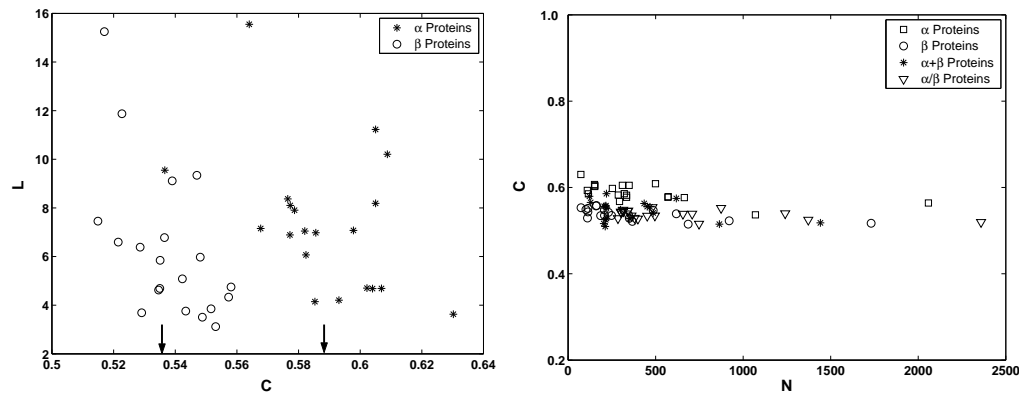 16
14
12
10
8
6
4
2
L
0.5
0.52
0.54
0.56
0.58
0.6
0.62
0.64
C
α Proteins
β Proteins
1.0
0.8
0.6
0.4
0.2
C
0
500
1000
1500
2000
2500
N
α Proteins
β Proteins
α+β Proteins
α/β Proteins